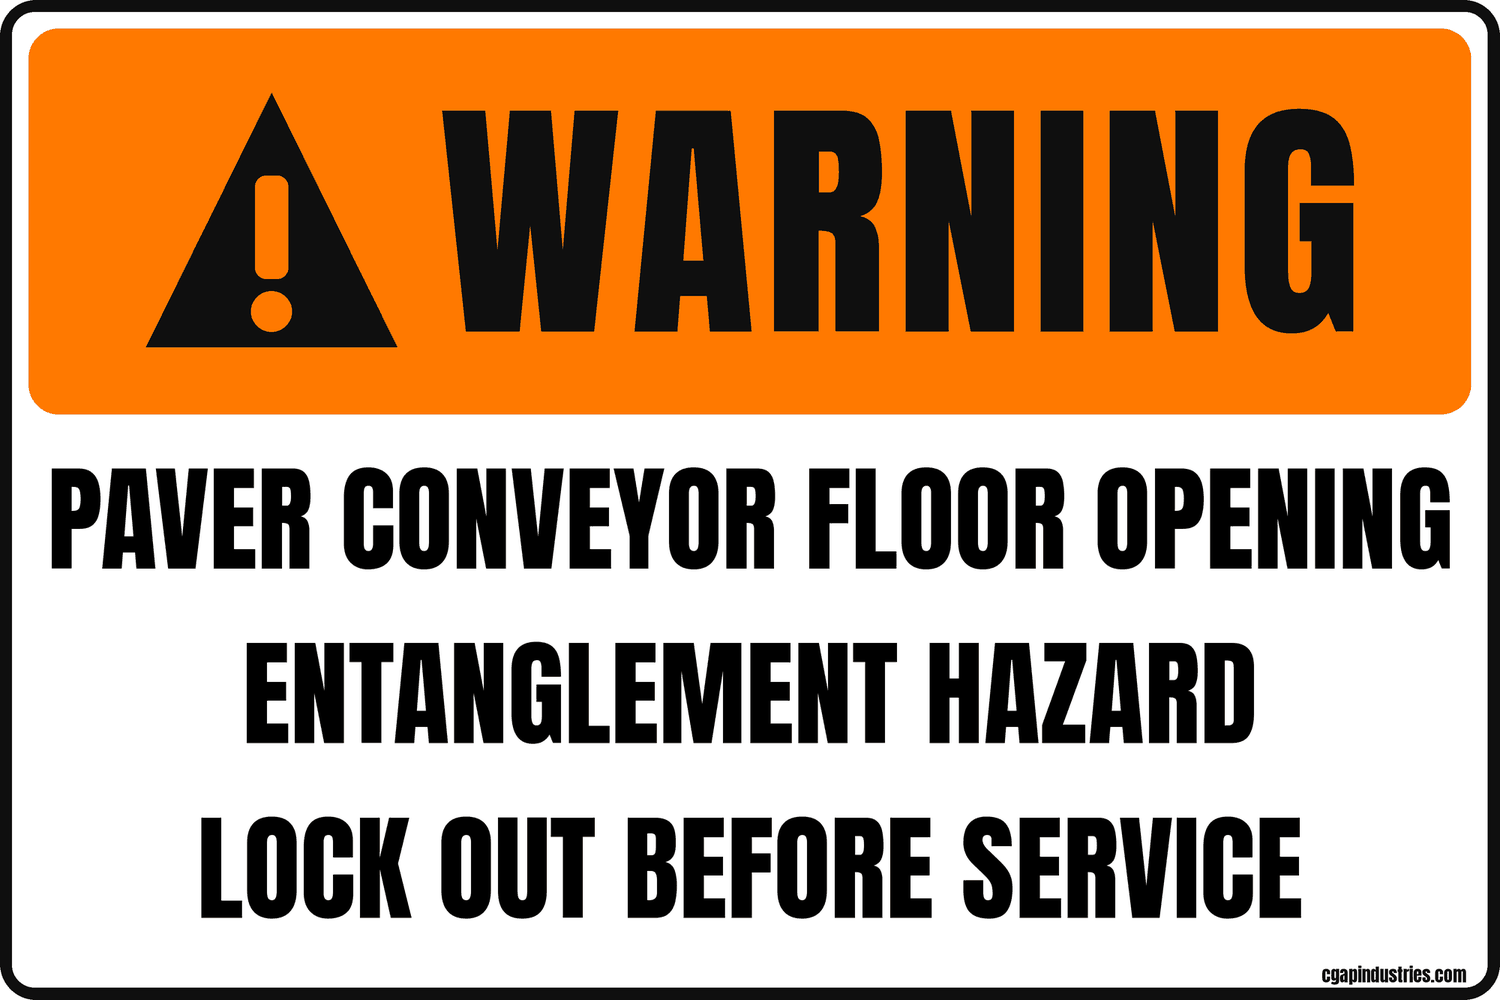 WARNING
PAVER CONVEYOR FLOOR OPENING
ENTANGLEMENT HAZARD
LOCK OUT BEFORE SERVICE
cgapindustries.com